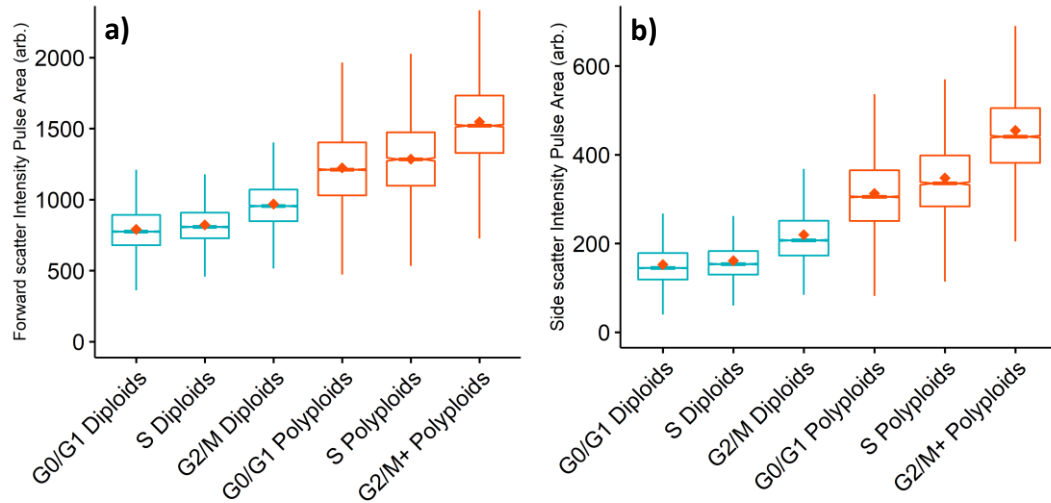 a)
Forward scatter Intensity Pulse Area (arb.)
2000
1500
1000
500
0
G0/G1 Diploids
S Diploids
G2/M Diploids
G0/G1 Polyploids
S Polyploids
G2/M+ Polyploids
b)
Side scatter Intensity Pulse Area (arb.)
600
400
200
0
G0/G1 Diploids
S Diploids
G2/M Diploids
G0/G1 Polyploids
S Polyploids
G2/M+ Polyploids